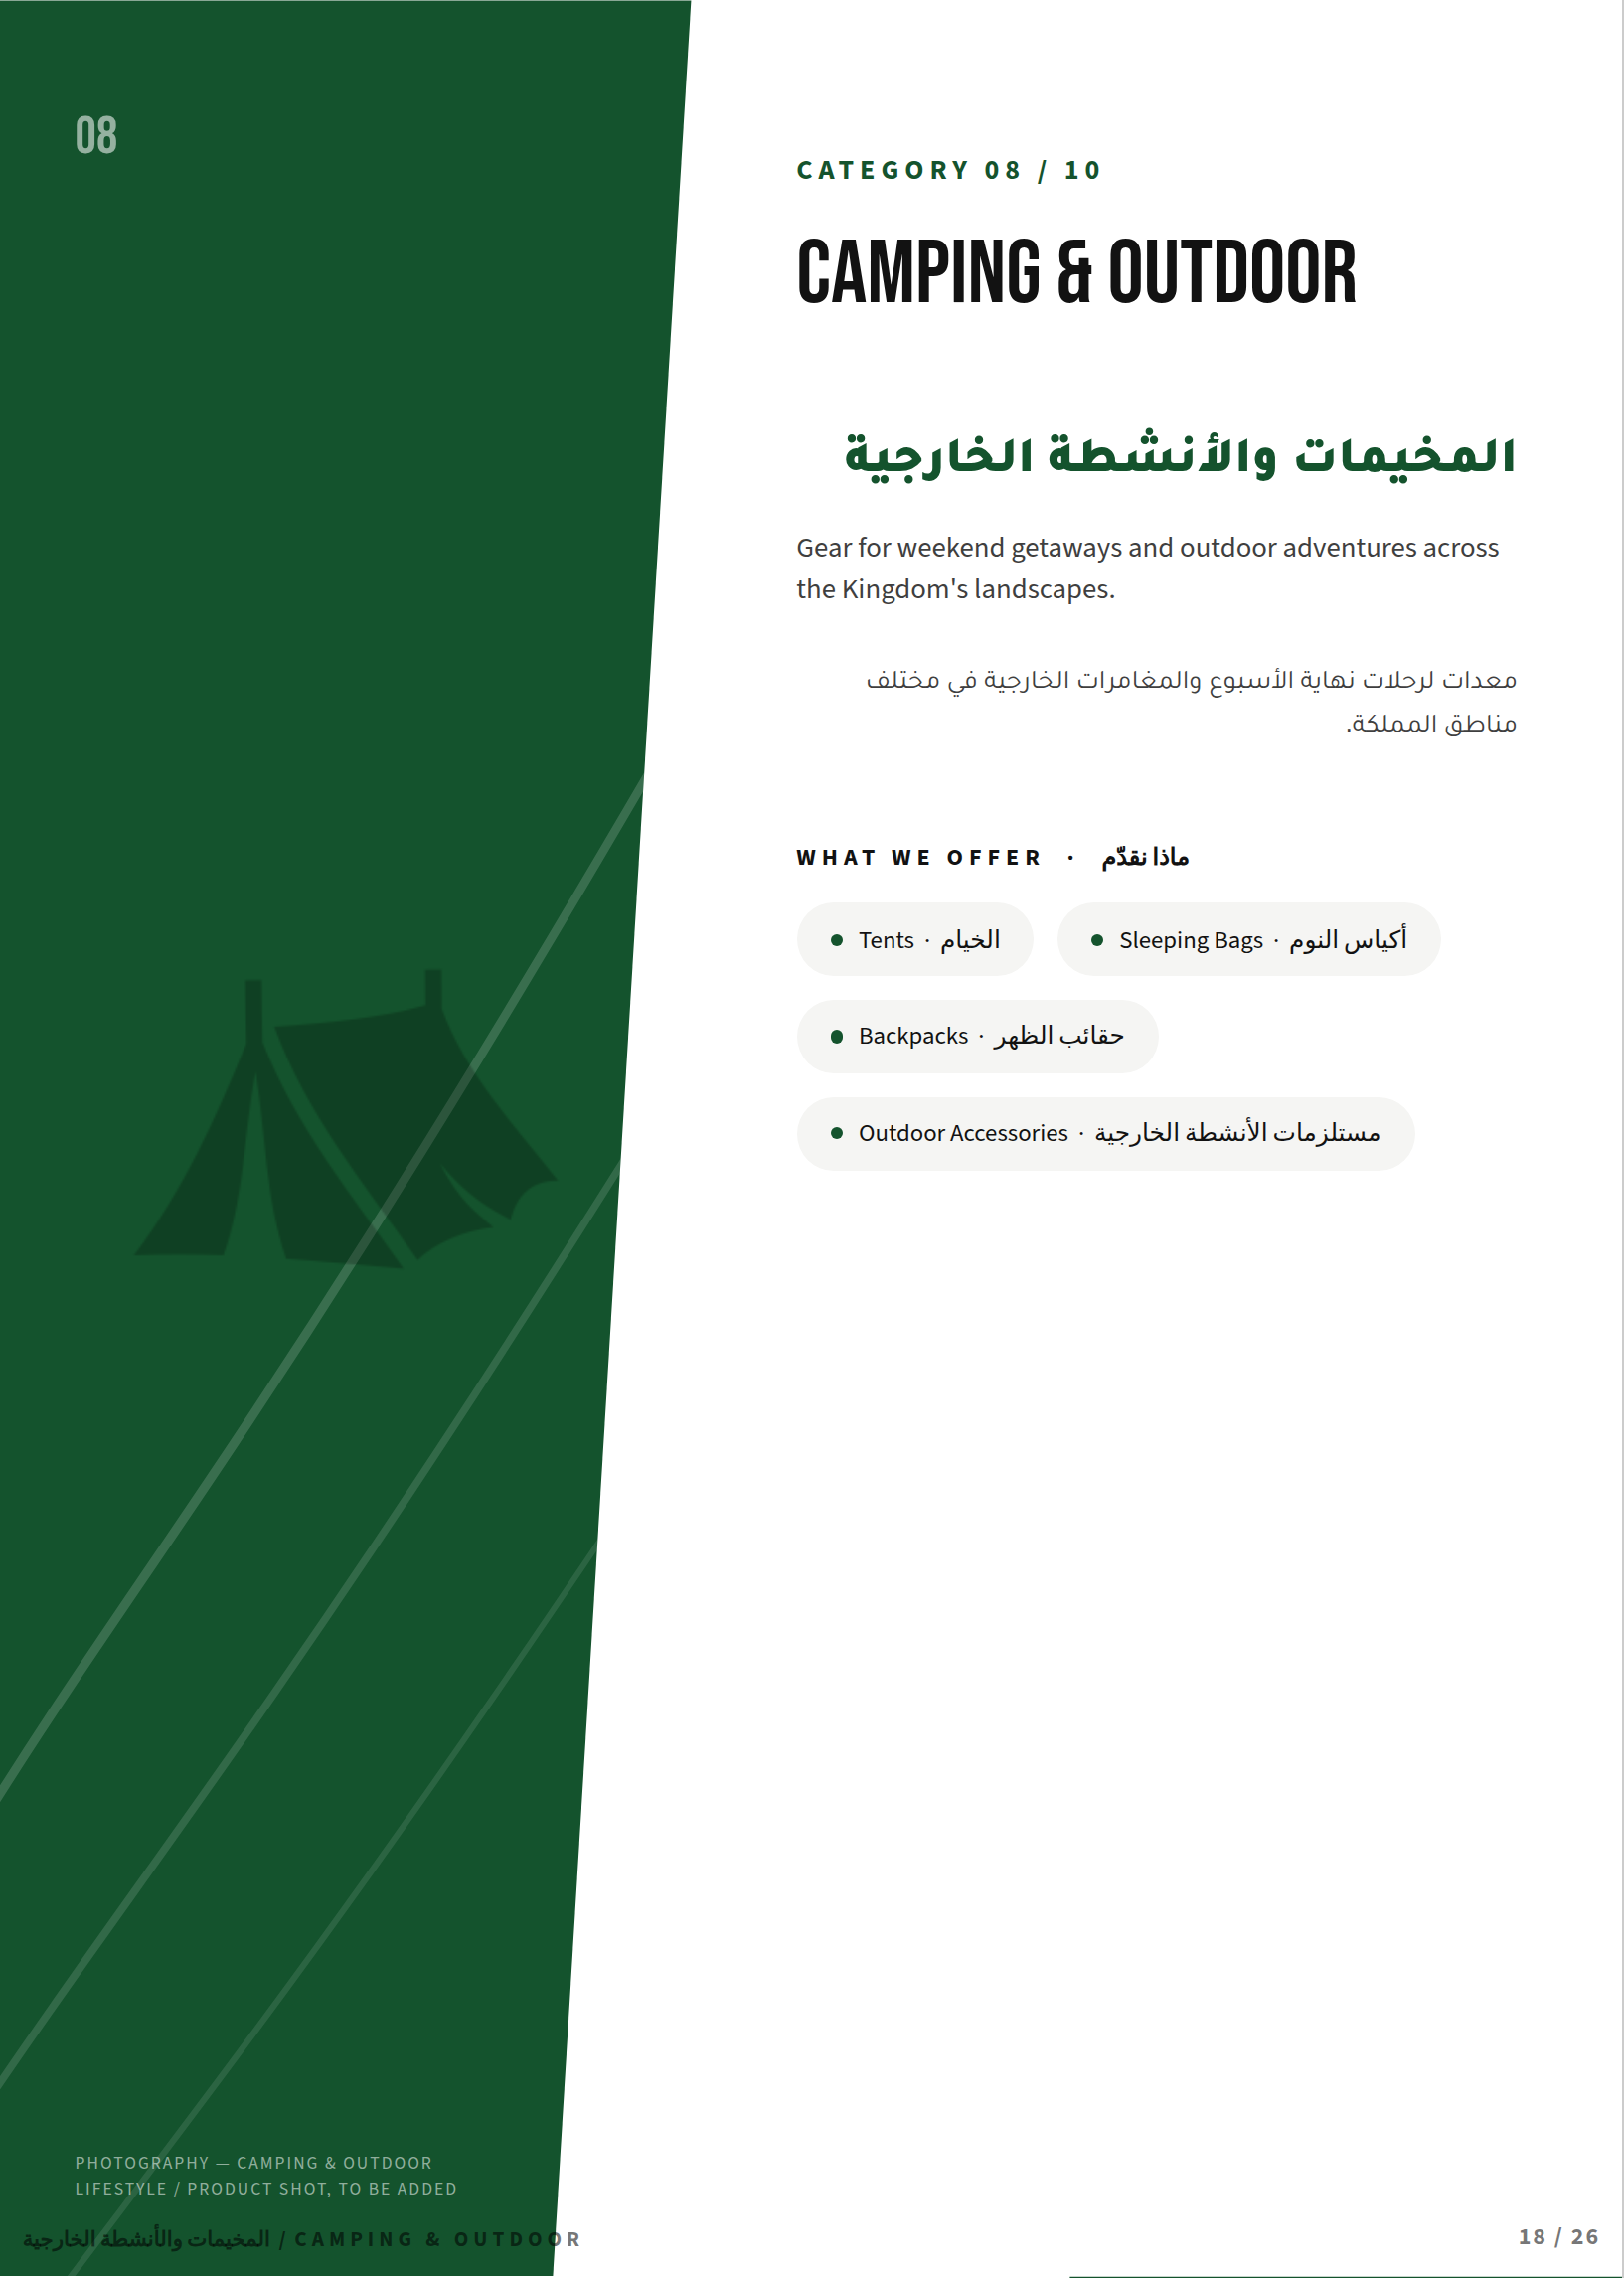 08
CATEGORY 08 / 10
CAMPING & OUTDOOR
المخيمات والأنشطة الخارجية
Gear for weekend getaways and outdoor adventures across
the Kingdom's landscapes.
معدات لرحلات نهاية الأسبوع والمغامرات الخارجية في مختلف
مناطق المملكة.
WHAT WE OFFER · ماذا نقدّم
Tents · الخيام
Sleeping Bags · أكياس النوم
Backpacks · حقائب الظهر
Outdoor Accessories · مستلزمات الأنشطة الخارجية
PHOTOGRAPHY — CAMPING & OUTDOOR
LIFESTYLE / PRODUCT SHOT, TO BE ADDED
المخيمات والأنشطة الخارجية / CAMPING & OUTDOOR
18 / 26